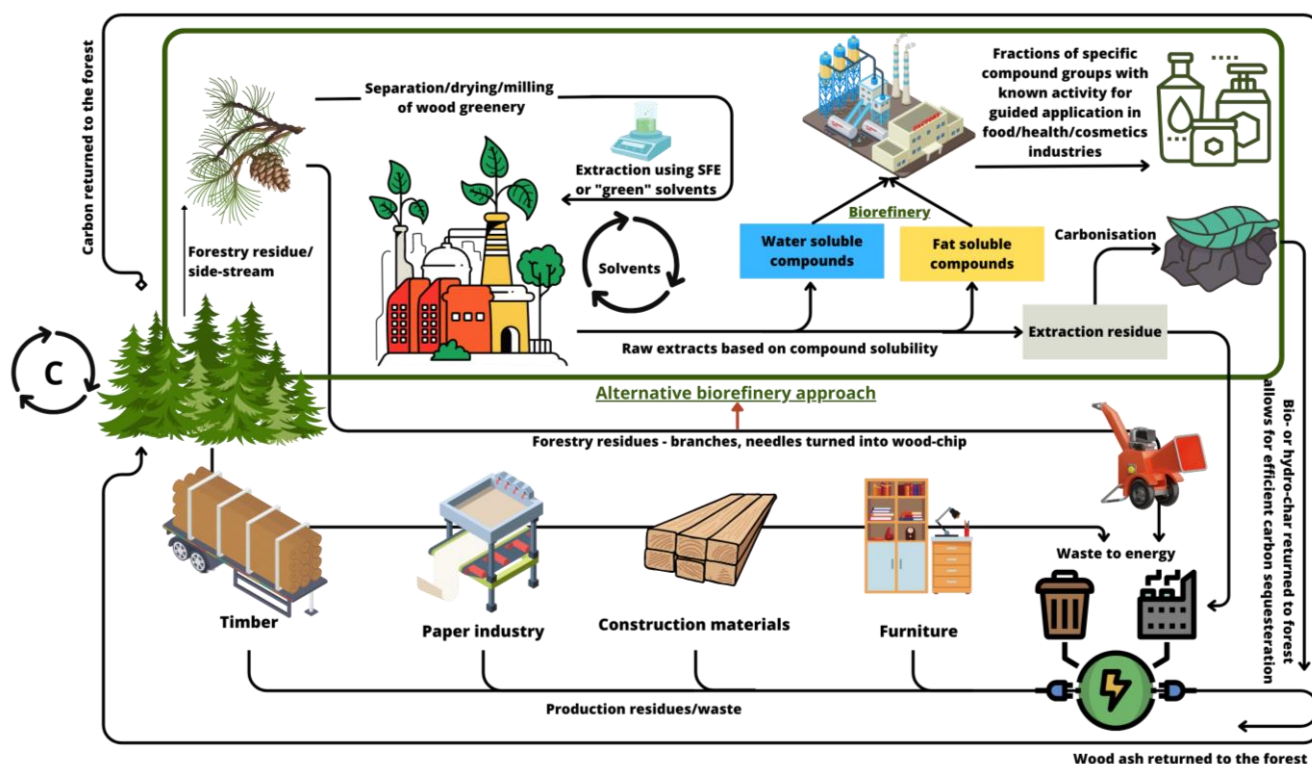 Carbon returned to the forest
Separation/drying/milling
of wood greenery
Extraction using SFE
or "green" solvents
Solvents
Forestry residue/
side-stream
FACTORY
Fractions of specific
compound groups with
known activity for
guided application in
food/health/cosmetics
industries
Biorefinery
Water soluble
compounds
Fat soluble
compounds
Carbonisation
Extraction residue
Raw extracts based on compound solubility
C
Alternative biorefinery approach
Forestry residues - branches, needles turned into wood-chip
Bio- or hydro-char returned to forest
allows for efficient carbon sequesteration
Waste to energy
Timber
Paper industry
Construction materials
Furniture
Production residues/waste
Wood ash returned to the forest